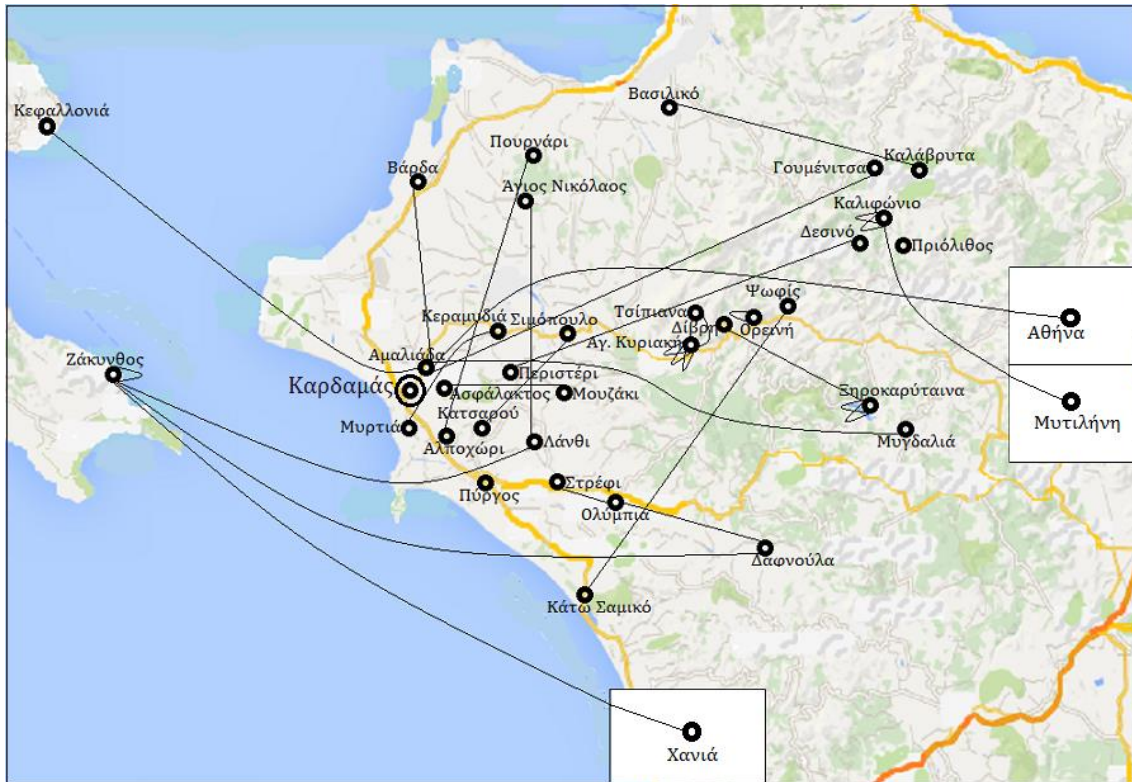 Βασιλικό
Κεφαλλονιά
Πουρνάρι
Καλάβρυτα
Γουμένιτσα
Βάρδα
Άγιος Νικόλαος
Καλιφώνιο
Δεσινό
Πριόλιθος
Ψωφίς
Τσίπιανα
Κεραμυδιά
Σιμόπουλο
Δίβρη
Ορεινή
Αθήνα
Αγ. Κυριακή
Ζάκυνθος
Αμαλιάδα
Περιστέρι
Καρδαμάς
Ασφάλακτος
Μουζάκι
Ξηροκαρύταινα
Κατσαρού
Μυτιλήνη
Μυρτιά
Αλποχώρι
Λάνθι
Μυγδαλιά
Στρέφι
Πύργος
Ολύμπια
Δαφνούλα
Κάτω Σαμικό
Χανιά